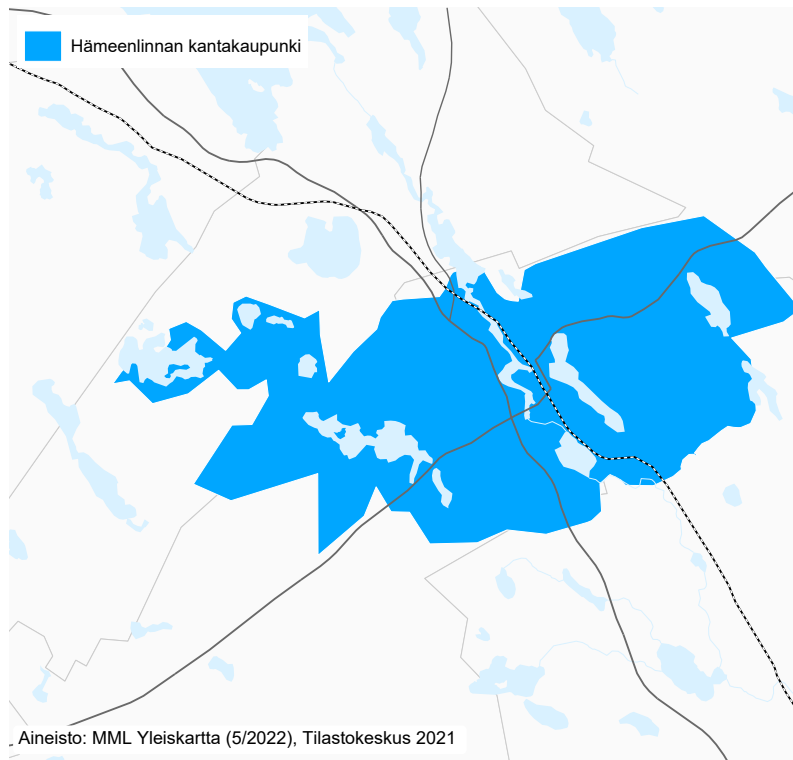 Hämeenlinnan kantakaupunki
Aineisto: MML Yleiskartta (5/2022), Tilastokeskus 2021